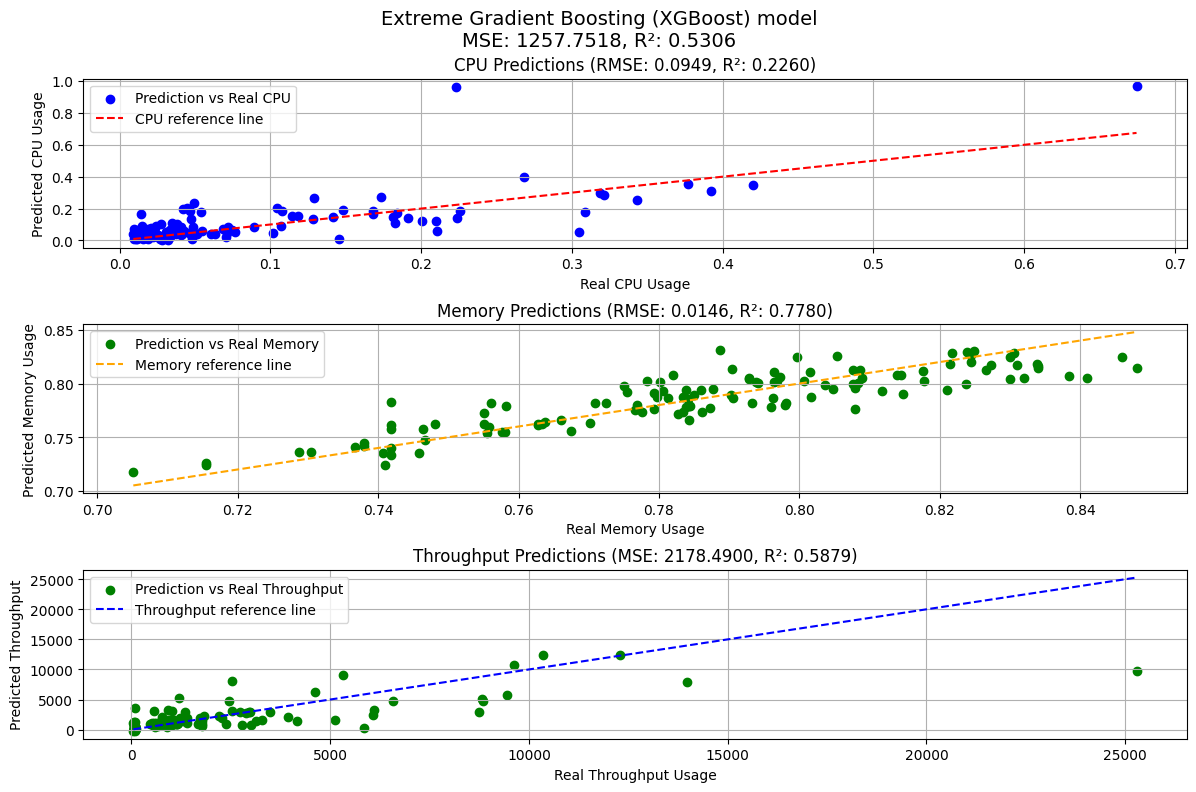 Extreme Gradient Boosting (XGBoost) model
MSE: 1257.7518, R²: 0.5306
CPU Predictions (RMSE: 0.0949, R²: 0.2260)
Predicted CPU Usage
1.0
0.8
0.6
0.4
0.2
0.0
Prediction vs Real CPU
CPU reference line
0.0 0.1 0.2 0.3 0.4 0.5 0.6 0.7
Real CPU Usage
Memory Predictions (RMSE: 0.0146, R²: 0.7780)
Predicted Memory Usage
0.85
0.80
0.75
0.70
Prediction vs Real Memory
Memory reference line
0.70 0.72 0.74 0.76 0.78 0.80 0.82 0.84
Real Memory Usage
Throughput Predictions (MSE: 2178.4900, R²: 0.5879)
Predicted Throughput
25000
20000
15000
10000
5000
0
Prediction vs Real Throughput
Throughput reference line
0 5000 10000 15000 20000 25000
Real Throughput Usage